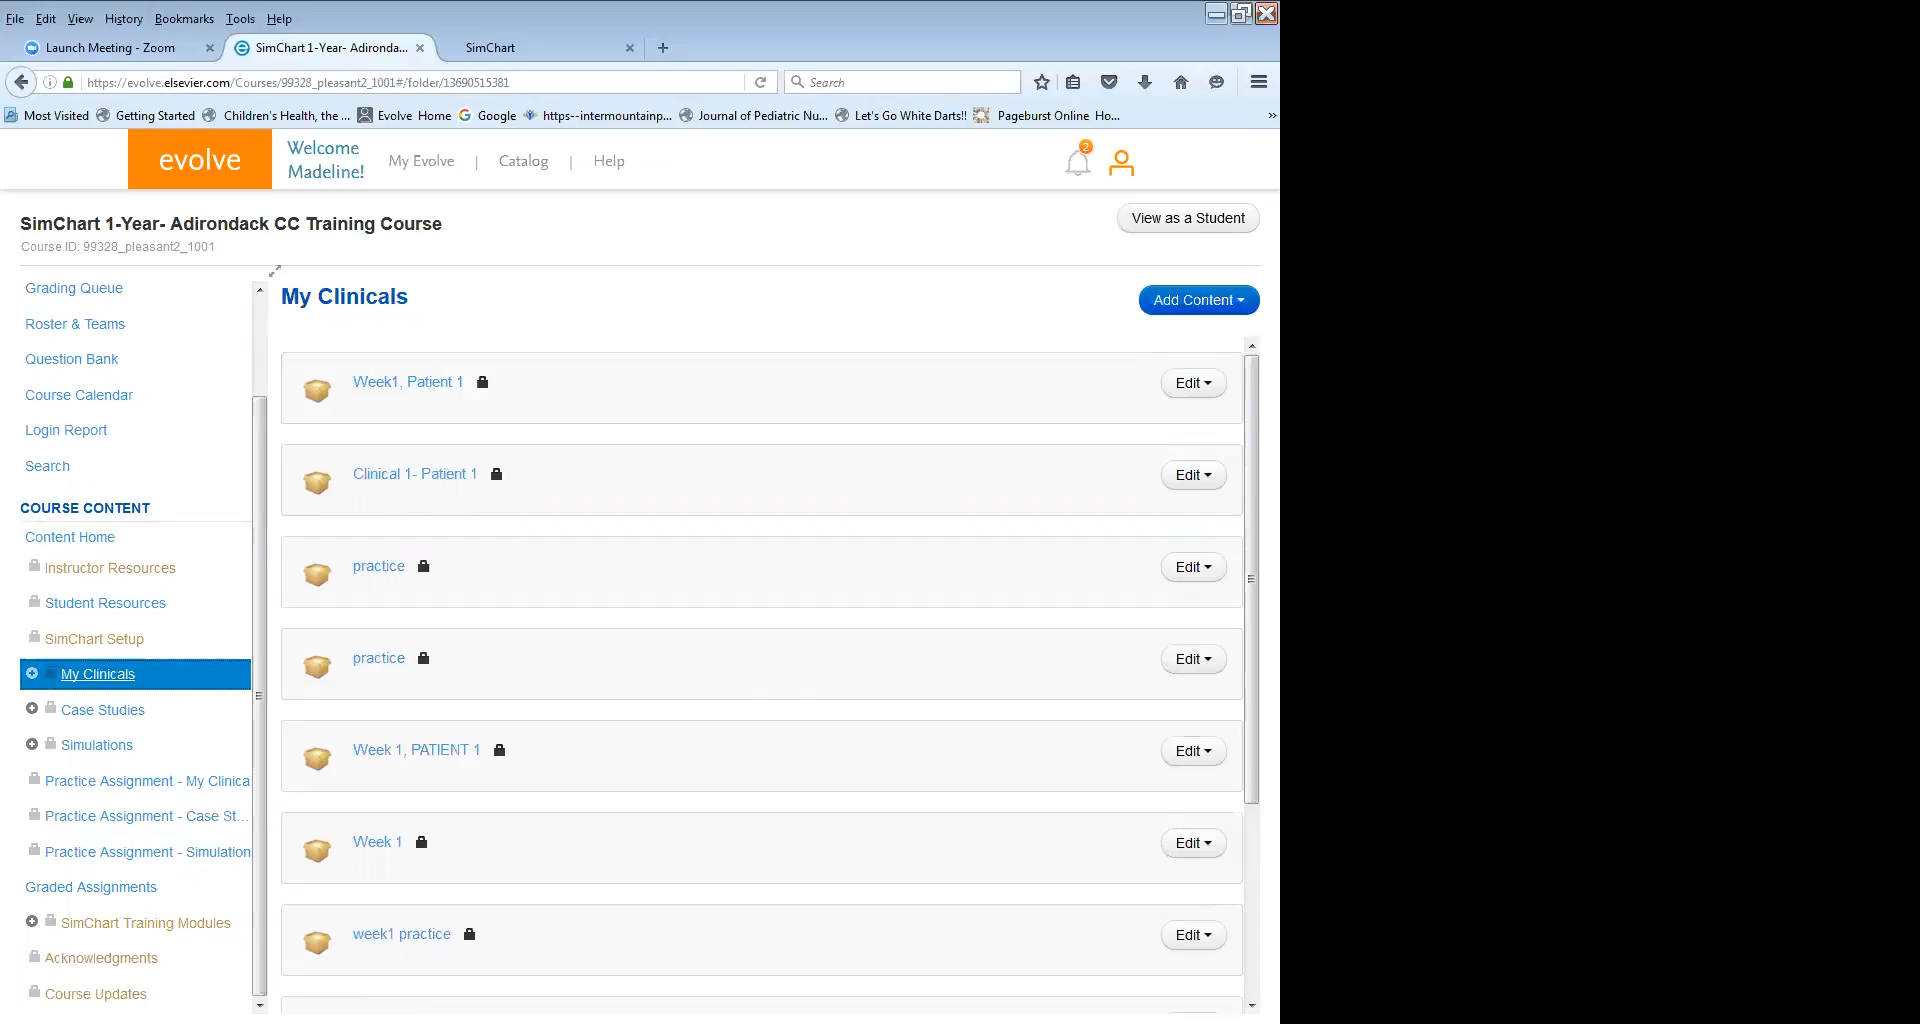 File Edit View History Bookmarks Tools Help
Launch Meeting - Zoom SimChart 1-Year- Adironda... SimChart
https://evolve.elsevier.com/Courses/99328_pleasant2_1001#/folder/13690515381 Search
Most Visited Getting Started Children's Health, the ... Evolve Home Google https--intermountainp... Journal of Pediatric Nu... Let's Go White Darts!! Pageburst Online Ho... »
evolve
Welcome
Madeline!
My Evolve | Catalog | Help
2
SimChart 1-Year- Adirondack CC Training Course
Course ID: 99328_pleasant2_1001
View as a Student
Grading Queue
Roster & Teams
Question Bank
Course Calendar
Login Report
Search
COURSE CONTENT
Content Home
Instructor Resources
Student Resources
SimChart Setup
My Clinicals
Case Studies
Simulations
Practice Assignment - My Clinica
Practice Assignment - Case St...
Practice Assignment - Simulation
Graded Assignments
SimChart Training Modules
Acknowledgments
Course Updates
My Clinicals
Add Content
Week1, Patient 1 Edit
Clinical 1- Patient 1 Edit
practice Edit
practice Edit
Week 1, PATIENT 1 Edit
Week 1 Edit
week1 practice Edit